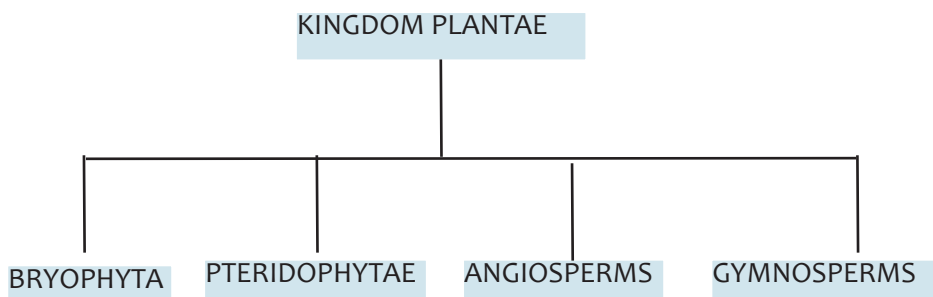 KINGDOM PLANTAE
BRYOPHYTA PTERIDOPHYTAE ANGIOSPERMS GYMNOSPERMS